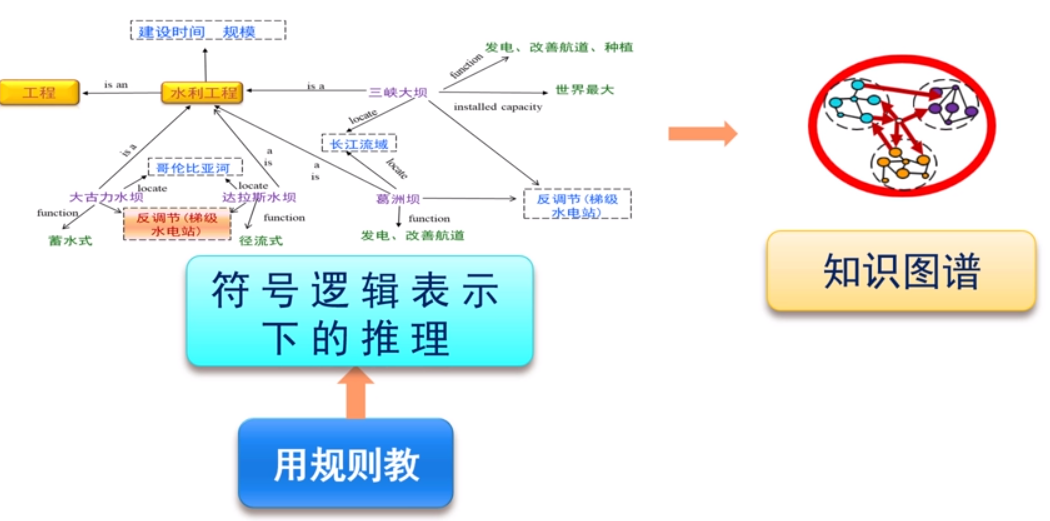 建设时间 规模
发电、改善航道、种植
function
工程
is an
水利工程
is a
三峡大坝
世界最大
installed capacity
locate
长江流域
is a
a
is
a
is
locate
哥伦比亚河
大古力水坝
locate
locate
达拉斯水坝
葛洲坝
反调节(梯级
水电站)
function
反调节(梯级
水电站)
function
function
蓄水式
径流式
发电、改善航道
符号逻辑表示
下的推理
知识图谱
用规则教